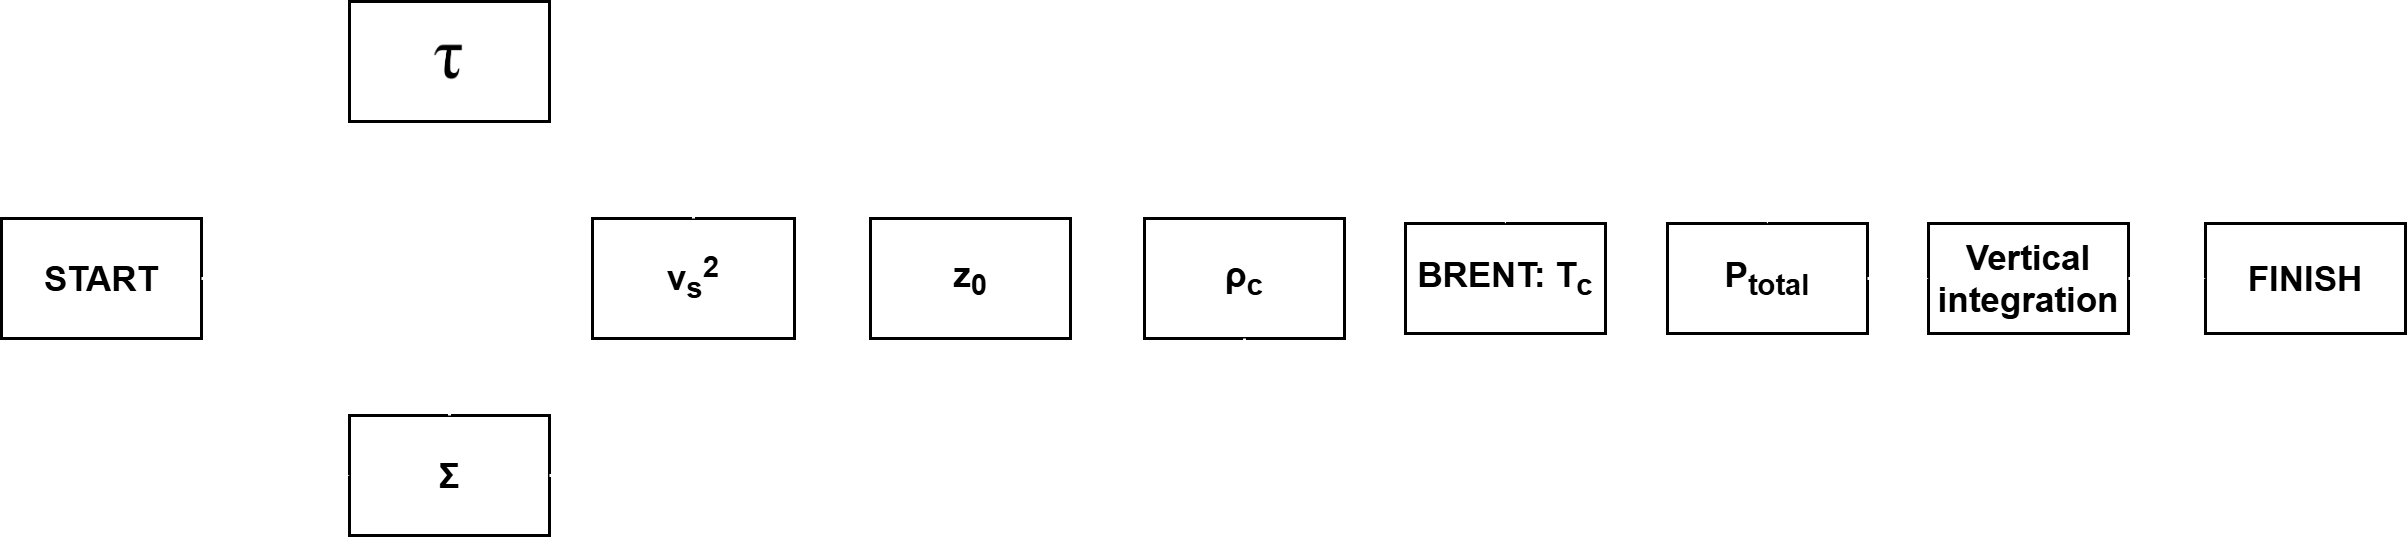 τ
START
vₛ²
z₀
ρc
BRENT: Tc
Ptotal
Vertical
integration
FINISH
Σ